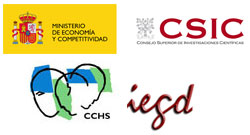 MINISTERIO
DE ECONOMÍA
Y COMPETITIVIDAD
CSIC
CONSEJO SUPERIOR DE INVESTIGACIONES CIENTÍFICAS
CCHS
iegd